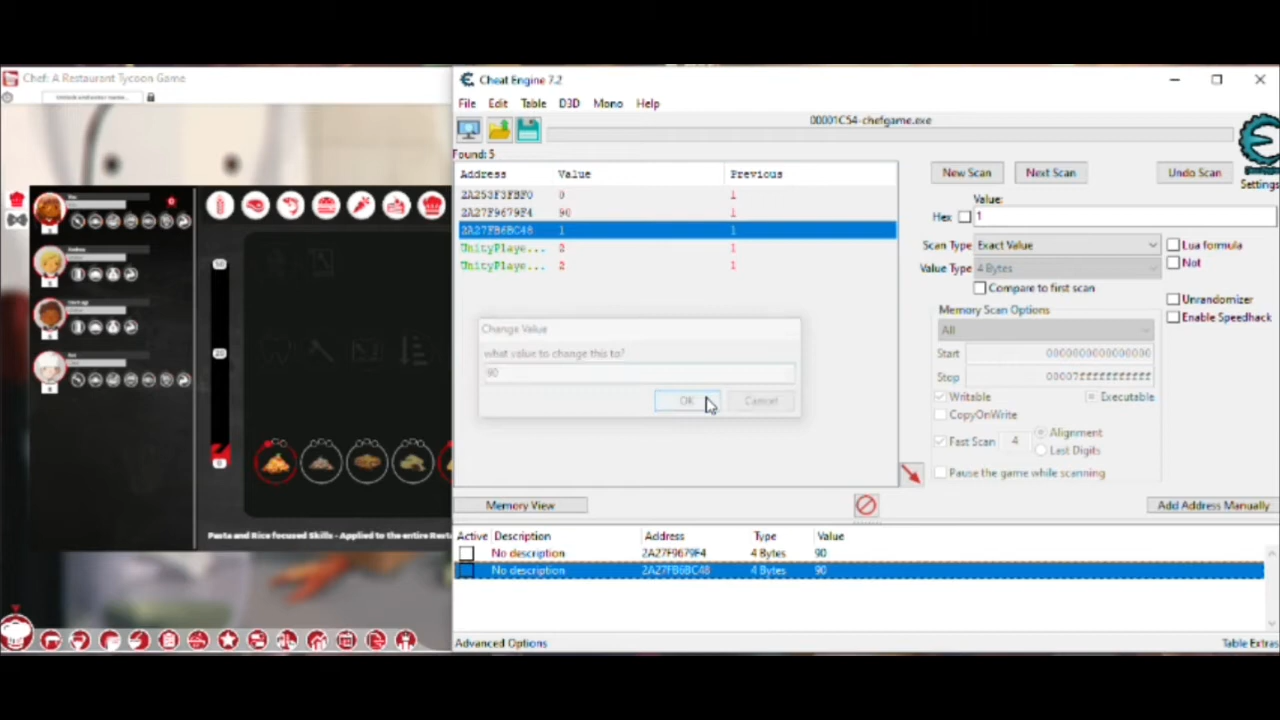 Chef: A Restaurant Tycoon Game
Cheat Engine 7.2
File Edit Table D3D Mono Help
00001C54-chefgame.exe
Found: 5
Address Value Previous
2A253F3FBF0 0 1
2A27F9679F4 90 1
2A27FB6BC48 1 1
UnityPlaye... 2 1
UnityPlaye... 2 1
New Scan Next Scan Undo Scan
Settings
Value:
Hex 1
Scan Type Exact Value Lua formula
Not
Value Type 4 Bytes
Compare to first scan
Unrandomizer
Enable Speedhack
Memory Scan Options
All
Start 0000000000000000
Stop 00007fffffffffff
Writable Executable
CopyOnWrite
Fast Scan 4 Alignment
Last Digits
Pause the game while scanning
Change Value
what value to change this to?
90
OK Cancel
Memory View Add Address Manually
Active Description Address Type Value
No description 2A27F9679F4 4 Bytes 90
No description 2A27FB6BC48 4 Bytes 90
Advanced Options Table Extras
50
20
0
Pasta and Rice focused Skills - Applied to the entire Rest